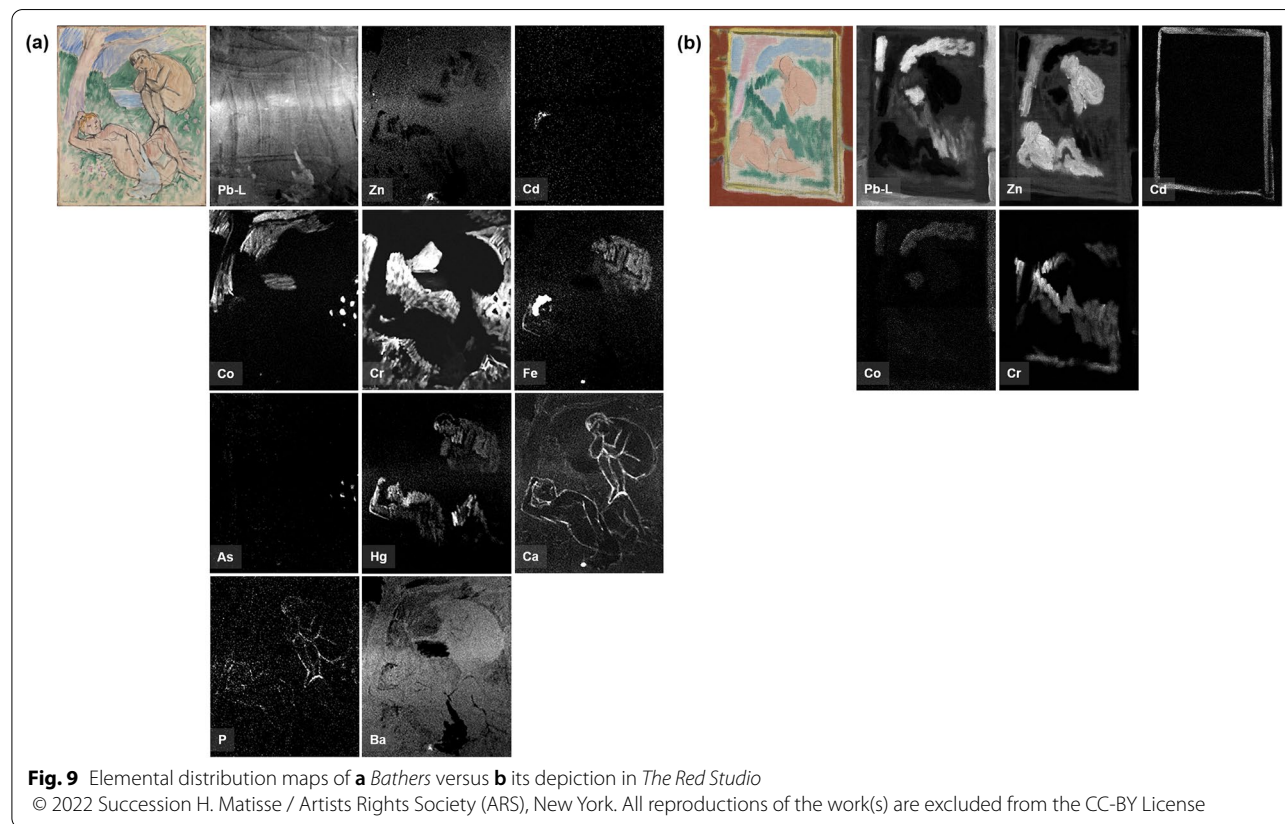 (a)
Pb-L
Zn
Cd
(b)
Pb-L
Zn
Cd
Co
Cr
Fe
Co
Cr
As
Hg
Ca
P
Ba
Fig. 9 Elemental distribution maps of a Bathers versus b its depiction in The Red Studio
© 2022 Succession H. Matisse / Artists Rights Society (ARS), New York. All reproductions of the work(s) are excluded from the CC-BY License